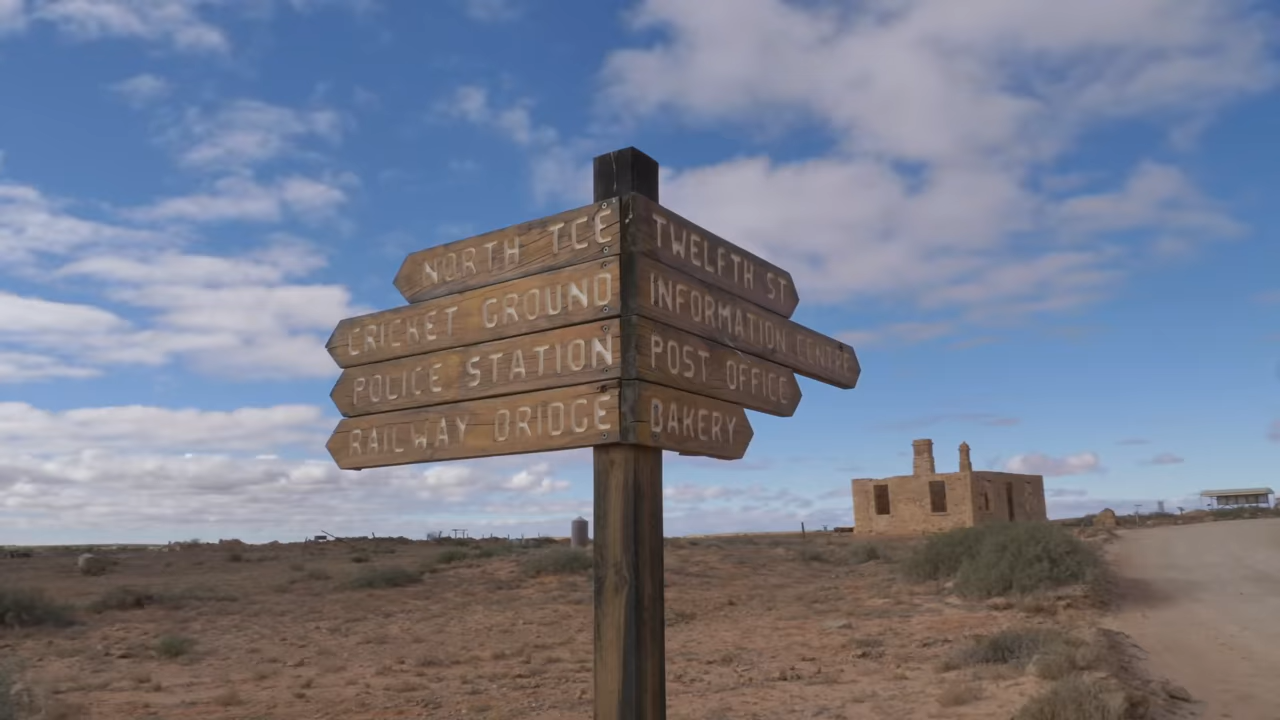 NORTH TCE
CRICKET GROUND
POLICE STATION
RAILWAY BRIDGE
TWELFTH ST
INFORMATION CENTRE
POST OFFICE
BAKERY